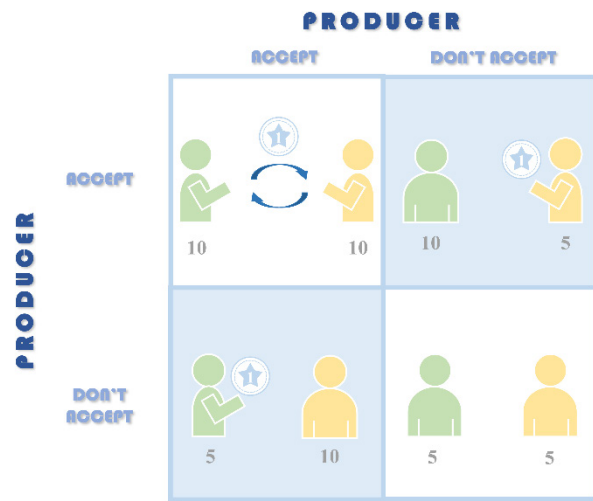 PRODUCER
ACCEPT DON'T ACCEPT
1 1
ACCEPT
10 10 10 5
PRODUCER
1
DON'T
ACCEPT
5 10 5 5